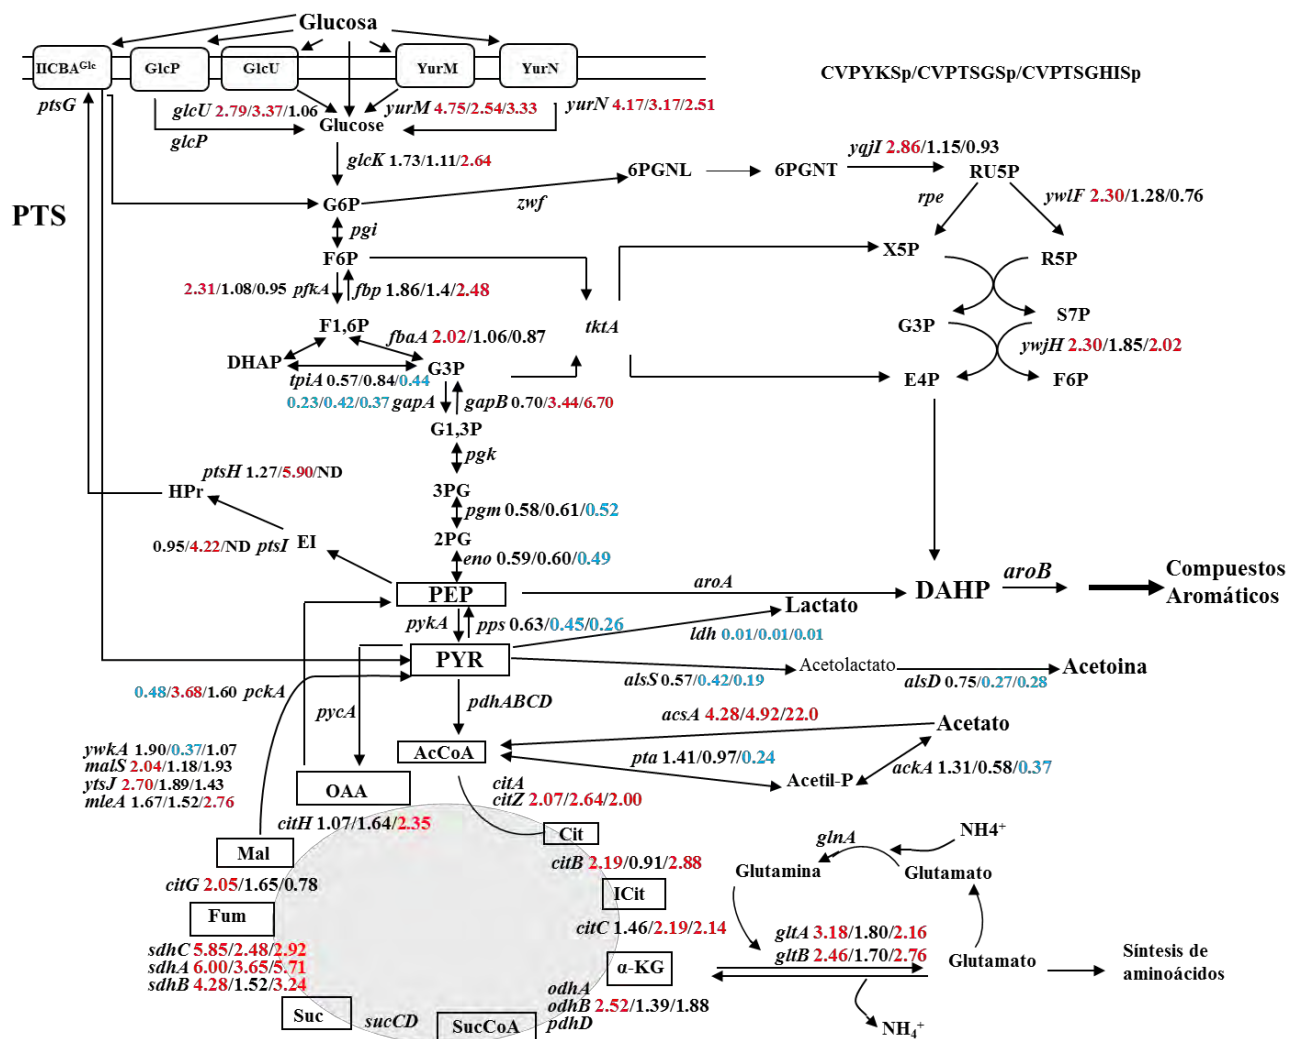 Glucosa
IICBA^Glc GlcP GlcU YurM YurN
CVPYKSp/CVPTSGSp/CVPTSGHISp
ptsG
glcU 2.79/3.37/1.06
yurM 4.75/2.54/3.33
yurN 4.17/3.17/2.51
Glucose
glcP
glcK 1.73/1.11/2.64
yqjI 2.86/1.15/0.93
6PGNL
6PGNT
RU5P
zwf
rpe
ywlF 2.30/1.28/0.76
PTS
G6P
pgi
F6P
X5P
R5P
2.31/1.08/0.95 pfkA
fbp 1.86/1.4/2.48
F1,6P
tktA
G3P
S7P
fbaA 2.02/1.06/0.87
ywjH 2.30/1.85/2.02
DHAP
G3P
tpiA 0.57/0.84/0.44
E4P
F6P
0.23/0.42/0.37 gapA
gapB 0.70/3.44/6.70
G1,3P
pgk
ptsH 1.27/5.90/ND
HPr
3PG
pgm 0.58/0.61/0.52
2PG
0.95/4.22/ND ptsI
EI
eno 0.59/0.60/0.49
PEP
aroA
DAHP
aroB
Compuestos
Aromáticos
Lactato
pykA
pps 0.63/0.45/0.26
ldh 0.01/0.01/0.01
PYR
Acetolactato
Acetoina
alsS 0.57/0.42/0.19
alsD 0.75/0.27/0.28
0.48/3.68/1.60 pckA
pycA
pdhABCD
acsA 4.28/4.92/22.0
Acetato
ywkA 1.90/0.37/1.07
malS 2.04/1.18/1.93
ytsJ 2.70/1.89/1.43
mleA 1.67/1.52/2.76
AcCoA
pta 1.41/0.97/0.24
Acetil-P
ackA 1.31/0.58/0.37
OAA
citA
citZ 2.07/2.64/2.00
citH 1.07/1.64/2.35
Cit
Mal
citB 2.19/0.91/2.88
glnA
NH4+
Glutamina
Glutamato
citG 2.05/1.65/0.78
ICit
Fum
citC 1.46/2.19/2.14
gltA 3.18/1.80/2.16
gltB 2.46/1.70/2.76
sdhC 5.85/2.48/2.92
sdhA 6.00/3.65/5.71
sdhB 4.28/1.52/3.24
α-KG
Glutamato
Síntesis de
aminoácidos
odhA
odhB 2.52/1.39/1.88
pdhD
Suc
sucCD
SucCoA
NH4+